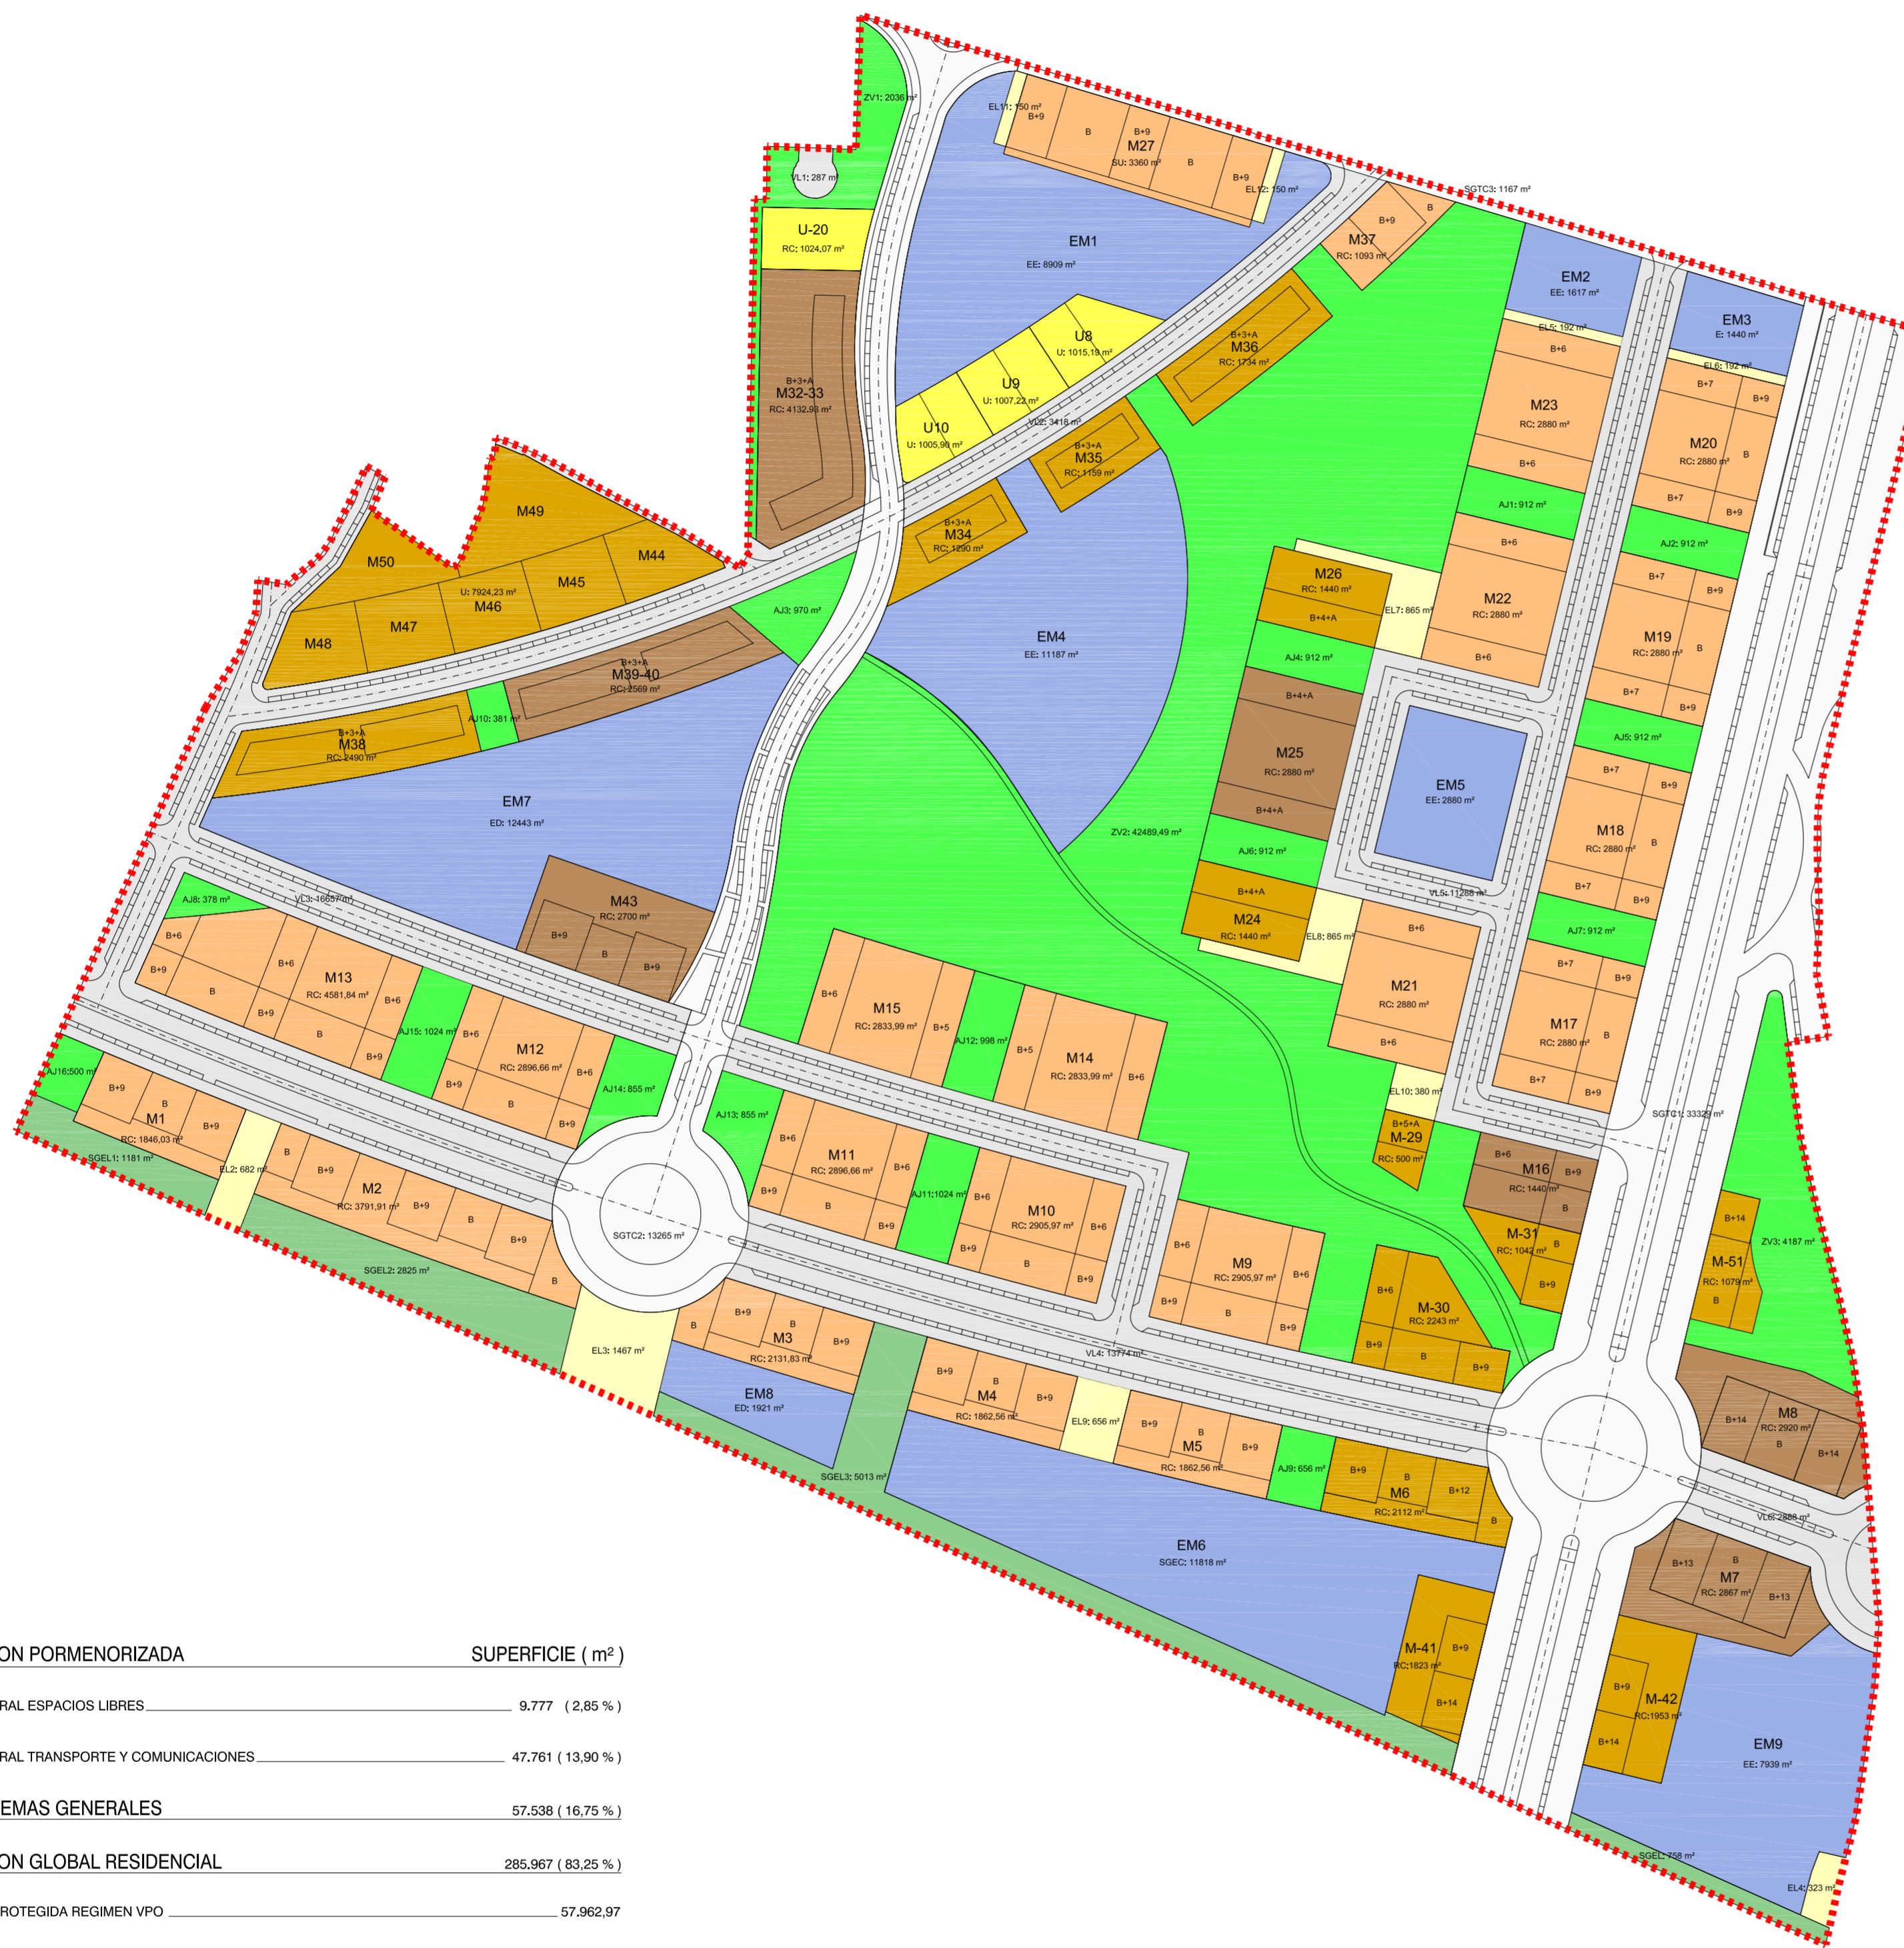 ZV1: 2036 m²
EL11: 150 m²
B+9
B
B+9
M27
SU: 3360 m²
B
B+9
EL12: 150 m²
VL1: 287 m²
SGTC3: 1167 m²
U-20
RC: 1024,07 m²
EM1
EE: 8909 m²
B+9
B
M37
RC: 1093 m²
EM2
EE: 1617 m²
EL5: 192 m²
EM3
E: 1440 m²
EL6: 192 m²
B+3+A
M32-33
RC: 4132.93 m²
U8
U: 1015,19 m²
U9
U: 1007,22 m²
U10
U: 1005,90 m²
VL2: 3418 m²
B+3+A
M36
RC: 1734 m²
B+3+A
M35
RC: 1159 m²
B+3+A
M34
RC: 1290 m²
B+6
M23
RC: 2880 m²
B+6
B+7
B+9
M20
RC: 2880 m²
B
B+7
B+9
AJ1: 912 m²
AJ2: 912 m²
M49
M50
M44
M45
U: 7924,23 m²
M46
M47
M48
AJ3: 970 m²
EM4
EE: 11187 m²
M26
RC: 1440 m²
B+4+A
EL7: 865 m²
B+6
M22
RC: 2880 m²
B+6
B+7
B+9
M19
RC: 2880 m²
B
B+7
B+9
AJ4: 912 m²
AJ5: 912 m²
B+3+A
M39-40
RC: 2569 m²
AJ10: 381 m²
B+3+A
M38
RC: 2490 m²
EM7
ED: 12443 m²
B+4+A
M25
RC: 2880 m²
B+4+A
EM5
EE: 2880 m²
B+7
B+9
M18
RC: 2880 m²
B
B+7
B+9
ZV2: 42489,49 m²
AJ6: 912 m²
VL5: 11288 m²
AJ7: 912 m²
B+4+A
M24
RC: 1440 m²
EL8: 865 m²
B+6
M21
RC: 2880 m²
B+6
B+7
B+9
M17
RC: 2880 m²
B
B+7
B+9
M43
RC: 2700 m²
B+9
B
B+9
AJ8: 378 m²
VL3: 16657 m²
B+6
B+9
B
B+6
B+9
M13
RC: 4581,84 m²
B
B+6
B+9
AJ15: 1024 m²
B+6
M12
RC: 2896,66 m²
B+6
B+9
B
B+9
AJ14: 855 m²
B+6
M15
RC: 2833,99 m²
B+5
AJ12: 998 m²
B+5
M14
RC: 2833,99 m²
B+6
AJ13: 855 m²
B+6
M11
RC: 2896,66 m²
B+6
B+9
B
B+9
AJ11:1024 m²
B+6
M10
RC: 2905,97 m²
B+6
B+9
B
B+9
EL10: 380 m²
B+5+A
M-29
RC: 500 m²
SGTC1: 33329 m²
B+6
M16
B+9
RC: 1440 m²
B
M-31
RC: 1042 m²
B
B+9
AJ16:500 m²
B+9
B
M1
B+9
RC: 1846,03 m²
SGEL1: 1181 m²
EL2: 682 m²
B
B+9
M2
RC: 3791,91 m²
B+9
B
B+9
B
SGEL2: 2825 m²
SGTC2: 13265 m²
B+6
M9
RC: 2905,97 m²
B+6
B+9
B
B+9
B+14
ZV3: 4187 m²
M-51
RC: 1079 m²
B
B+6
M-30
RC: 2243 m²
B+9
B
B+9
EL3: 1467 m²
B
B+9
B
M3
B+9
RC: 2131,83 m²
VL4: 13774 m²
EM8
ED: 1921 m²
B+9
B
M4
B+9
RC: 1862,56 m²
EL9: 656 m²
B+9
B
M5
B+9
RC: 1862,56 m²
AJ9: 656 m²
B+9
B
M6
B+12
RC: 2112 m²
B
SGEL3: 5013 m²
B+14
M8
RC: 2920 m²
B
B+14
VL6: 2888 m²
EM6
SGEC: 11818 m²
B+13
B
M7
RC: 2867 m²
B+13
M-41
B+9
RC:1823 m²
B+14
B+9
M-42
RC:1953 m²
B+14
EM9
EE: 7939 m²
SGEL: 758 m²
EL4: 323 m²
ON PORMENORIZADA SUPERFICIE ( m² )
RAL ESPACIOS LIBRES 9.777 ( 2,85 % )
RAL TRANSPORTE Y COMUNICACIONES 47.761 ( 13,90 % )
EMAS GENERALES 57.538 ( 16,75 % )
ON GLOBAL RESIDENCIAL 285.967 ( 83,25 % )
ROTEGIDA REGIMEN VPO 57.962,97